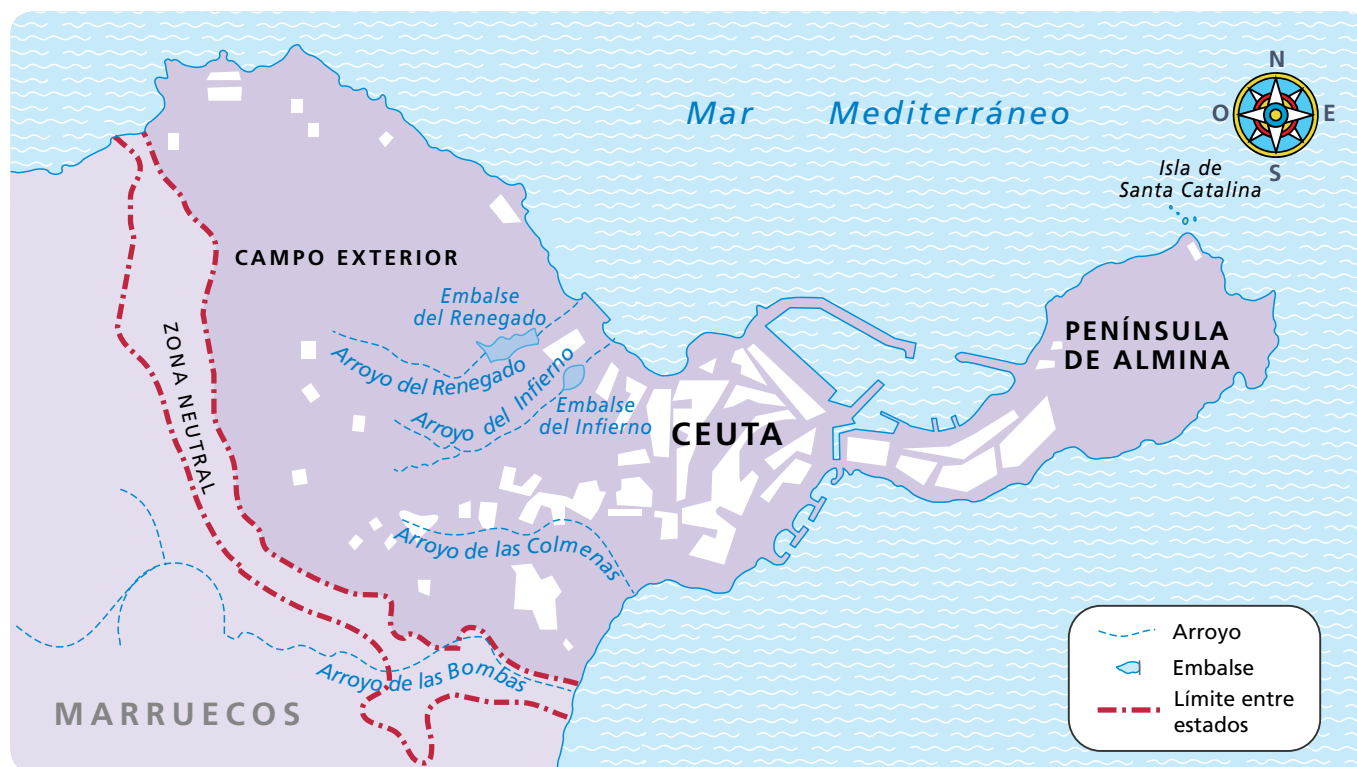 N
Mar Mediterráneo
O
E
S
Isla de
Santa Catalina
CAMPO EXTERIOR
Embalse
del Renegado
PENÍNSULA
DE ALMINA
ZONA NEUTRAL
Arroyo del Renegado
Arroyo del Infierno
Embalse
del Infierno
CEUTA
Arroyo de las Colmenas
Arroyo de las Bombas
MARRUECOS
Arroyo
Embalse
Límite entre
estados